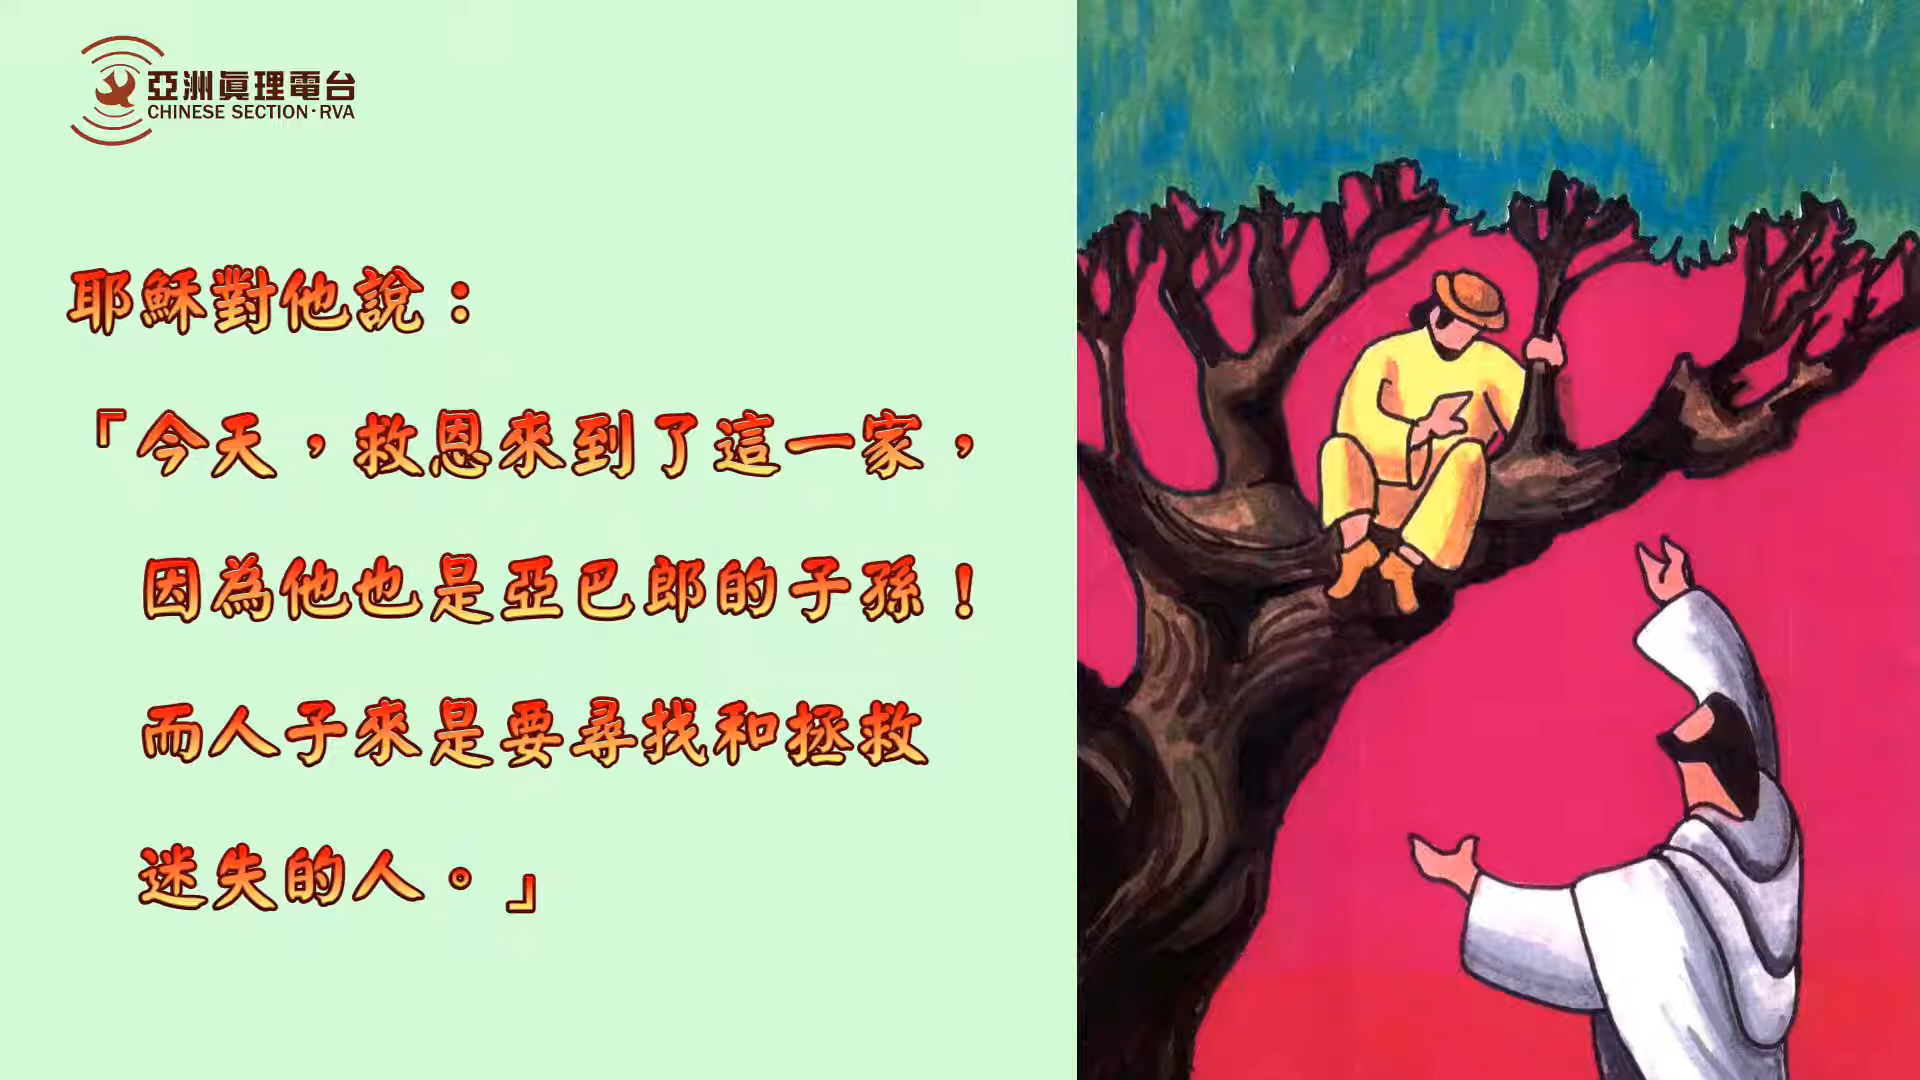 亞洲眞理電台
CHINESE SECTION·RVA
耶穌對他說：
「今天，救恩來到了這一家，
因為他也是亞巴郎的子孫！
而人子來是要尋找和拯救
迷失的人。」